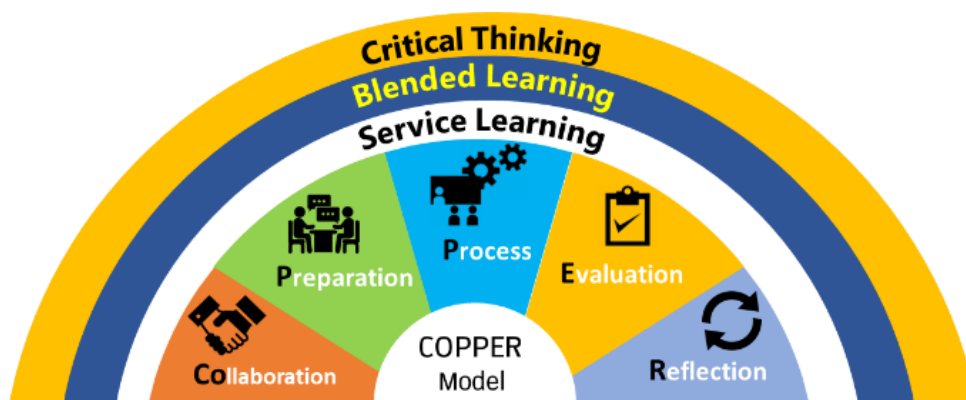 Critical Thinking
Blended Learning
Service Learning
Collaboration
Preparation
Process
Evaluation
Reflection
COPPER
Model